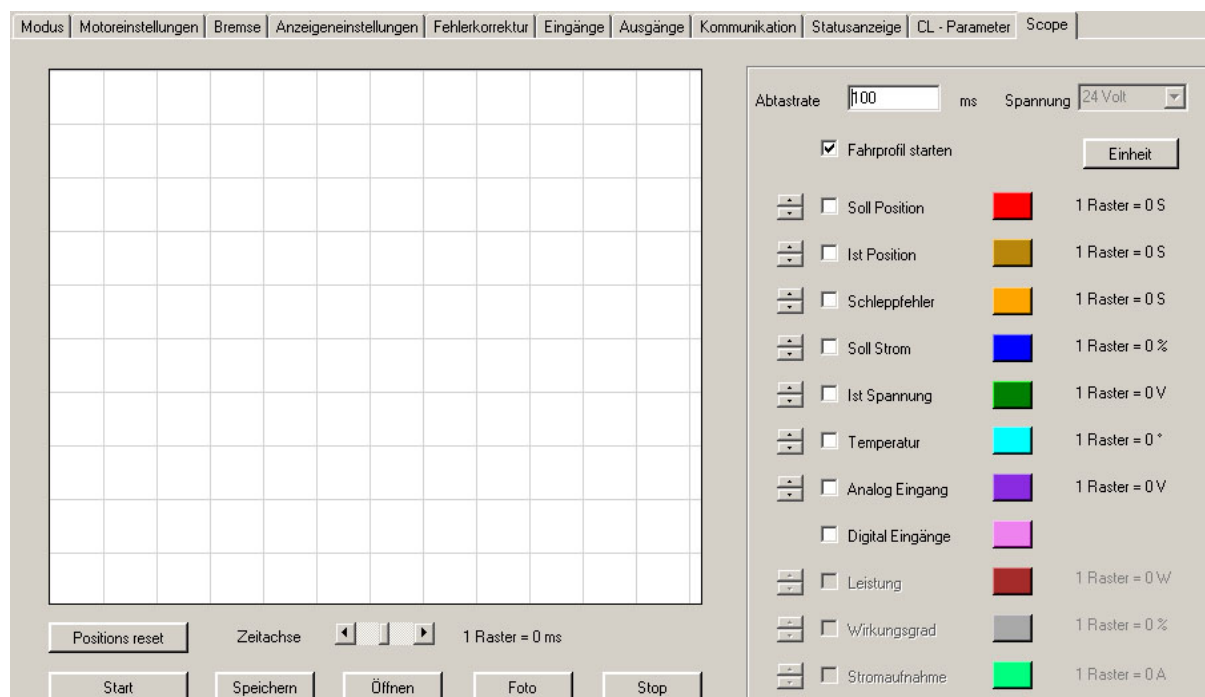 Modus Motoreinstellungen Bremse Anzeigeneinstellungen Fehlerkorrektur Eingänge Ausgänge Kommunikation Statusanzeige CL - Parameter Scope
Abtastrate 100 ms Spannung 24 Volt
Fahrprofil starten Einheit
Soll Position 1 Raster = 0 S
Ist Position 1 Raster = 0 S
Schleppfehler 1 Raster = 0 S
Soll Strom 1 Raster = 0 %
Ist Spannung 1 Raster = 0 V
Temperatur 1 Raster = 0 °
Analog Eingang 1 Raster = 0 V
Digital Eingänge
Leistung 1 Raster = 0 W
Wirkungsgrad 1 Raster = 0 %
Stromaufnahme 1 Raster = 0 A
Positions reset Zeitachse 1 Raster = 0 ms
Start Speichern Öffnen Foto Stop